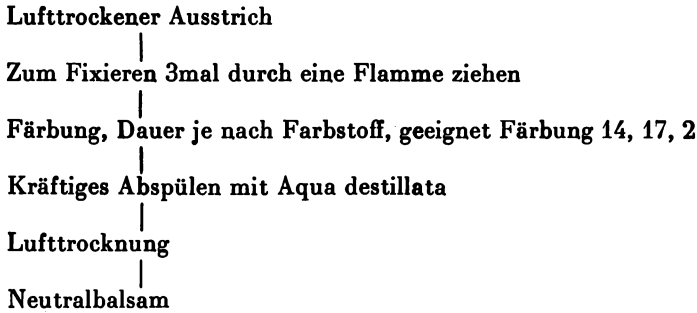 Lufttrockener Ausstrich
Zum Fixieren 3mal durch eine Flamme ziehen
Färbung, Dauer je nach Farbstoff, geeignet Färbung 14, 17, 2
Kräftiges Abspülen mit Aqua destillata
Lufttrocknung
Neutralbalsam